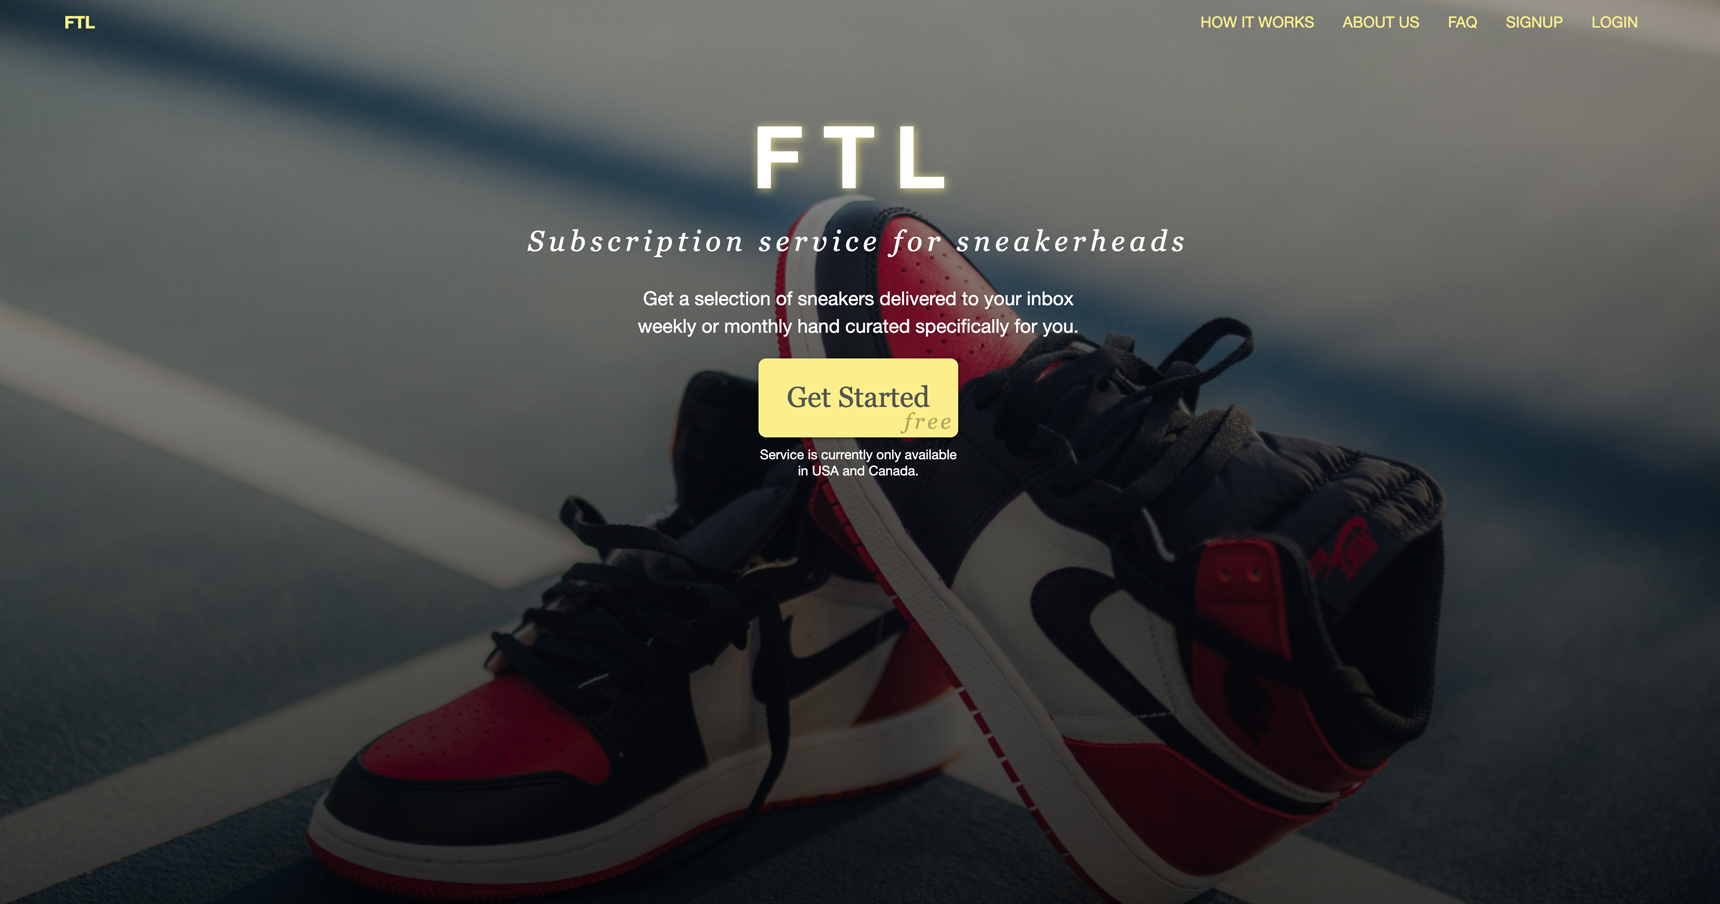 FTL
HOW IT WORKS
ABOUT US
FAQ
SIGNUP
LOGIN
FTL
Subscription service for sneakerheads
Get a selection of sneakers delivered to your inbox
weekly or monthly hand curated specifically for you.
Get Started
free
Service is currently only available
in USA and Canada.